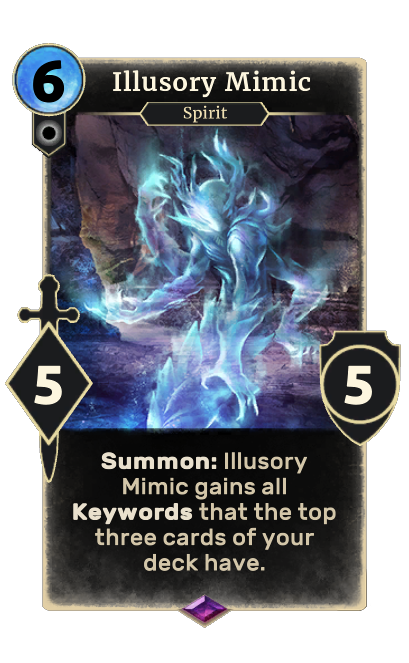 6
Illusory Mimic
Spirit
5
5
Summon: Illusory
Mimic gains all
Keywords that the top
three cards of your
deck have.